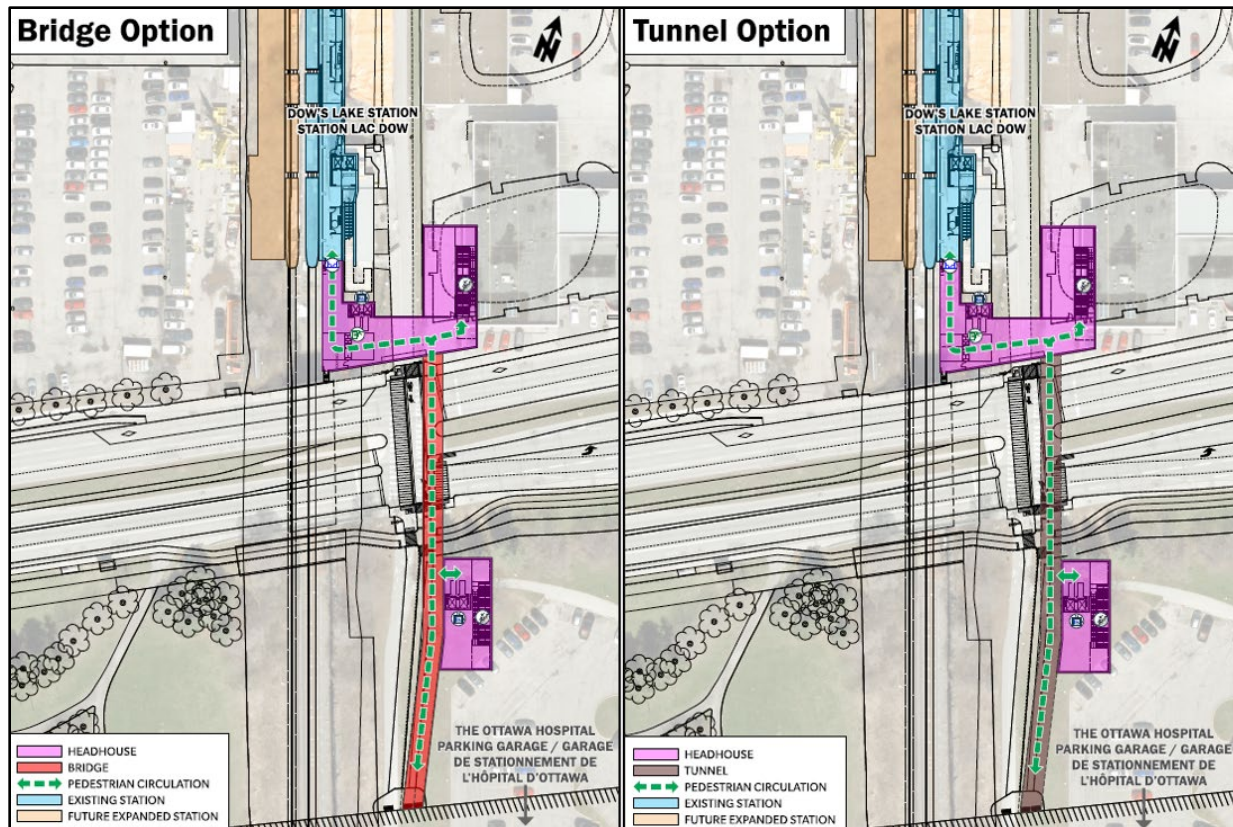 Bridge Option
N
DOW'S LAKE STATION
STATION LAC DOW
THE OTTAWA HOSPITAL
PARKING GARAGE / GARAGE
DE STATIONNEMENT DE
L'HÔPITAL D'OTTAWA
HEADHOUSE
BRIDGE
PEDESTRIAN CIRCULATION
EXISTING STATION
FUTURE EXPANDED STATION
Tunnel Option
N
DOW'S LAKE STATION
STATION LAC DOW
THE OTTAWA HOSPITAL
PARKING GARAGE / GARAGE
DE STATIONNEMENT DE
L'HÔPITAL D'OTTAWA
HEADHOUSE
TUNNEL
PEDESTRIAN CIRCULATION
EXISTING STATION
FUTURE EXPANDED STATION